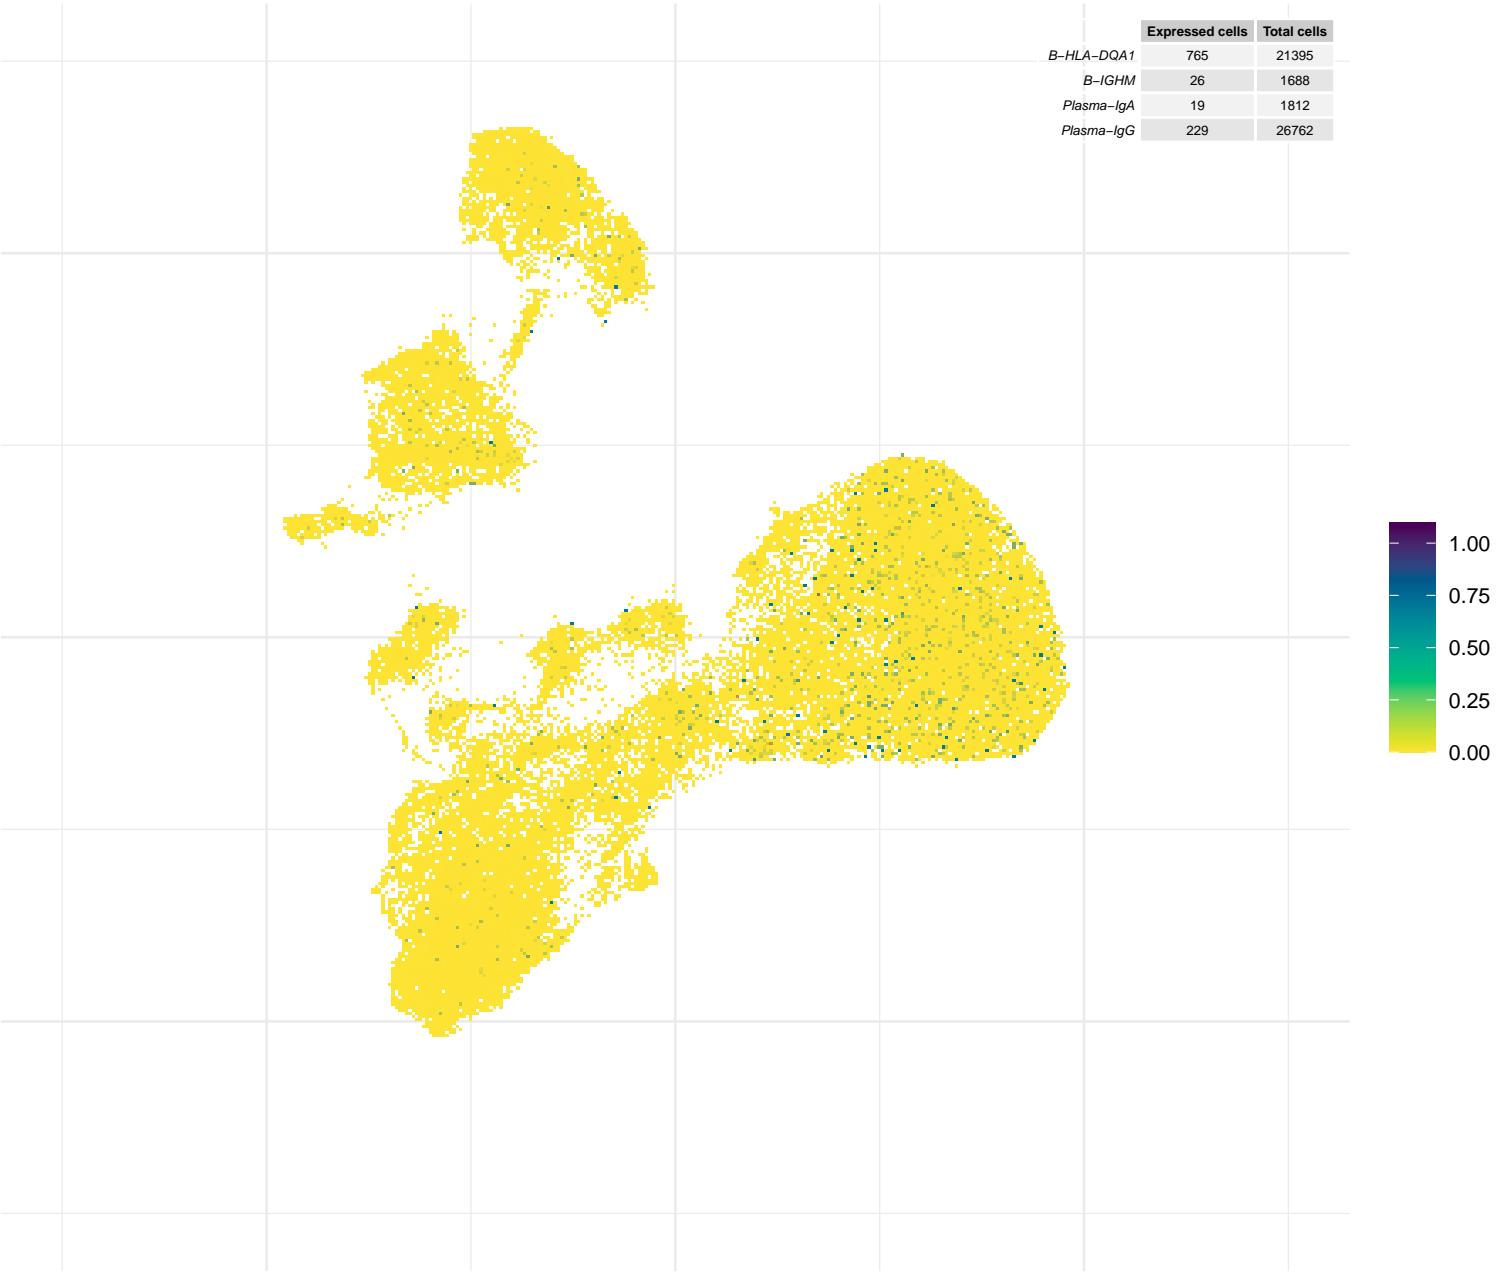 Expressed cells Total cells
B−HLA−DQA1 765 21395
B−IGHM 26 1688
Plasma−IgA 19 1812
Plasma−IgG 229 26762
1.00
0.75
0.50
0.25
0.00